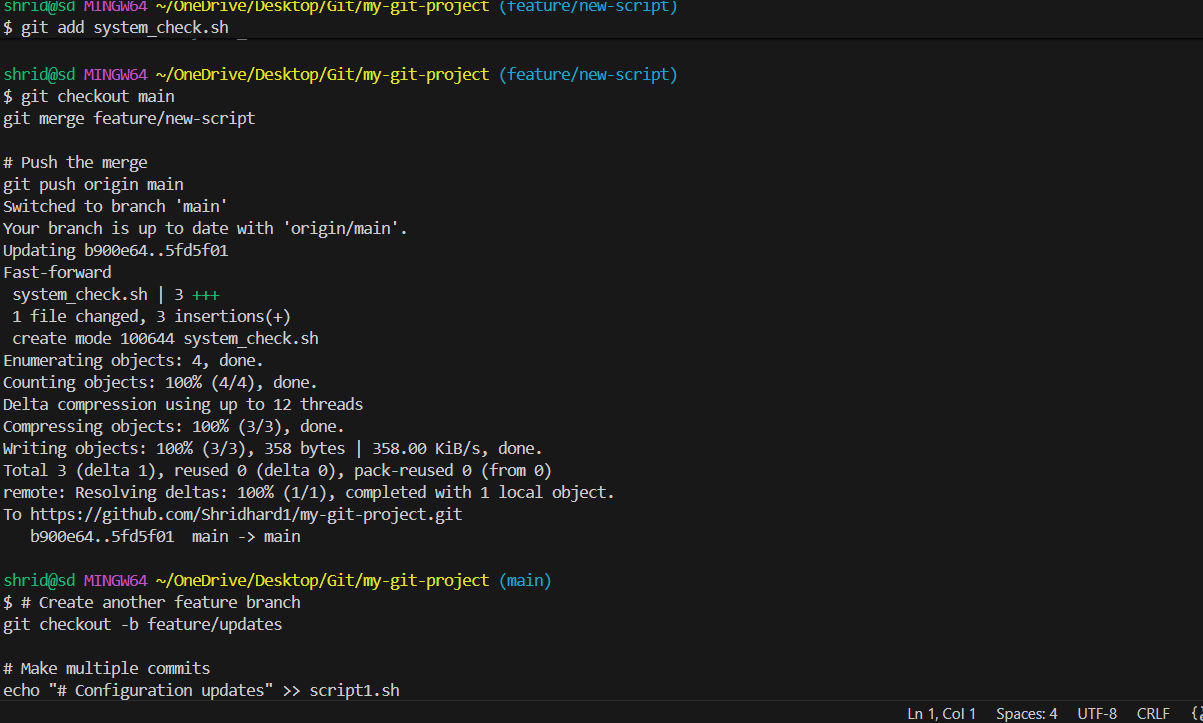 shrid@sd MINGW64 ~/OneDrive/Desktop/Git/my-git-project (feature/new-script)
$ git add system_check.sh
shrid@sd MINGW64 ~/OneDrive/Desktop/Git/my-git-project (feature/new-script)
$ git checkout main
git merge feature/new-script
# Push the merge
git push origin main
Switched to branch 'main'
Your branch is up to date with 'origin/main'.
Updating b900e64..5fd5f01
Fast-forward
 system_check.sh | 3 +++
 1 file changed, 3 insertions(+)
 create mode 100644 system_check.sh
Enumerating objects: 4, done.
Counting objects: 100% (4/4), done.
Delta compression using up to 12 threads
Compressing objects: 100% (3/3), done.
Writing objects: 100% (3/3), 358 bytes | 358.00 KiB/s, done.
Total 3 (delta 1), reused 0 (delta 0), pack-reused 0 (from 0)
remote: Resolving deltas: 100% (1/1), completed with 1 local object.
To https://github.com/Shridhard1/my-git-project.git
   b900e64..5fd5f01  main -> main
shrid@sd MINGW64 ~/OneDrive/Desktop/Git/my-git-project (main)
$ # Create another feature branch
git checkout -b feature/updates
# Make multiple commits
echo "# Configuration updates" >> script1.sh
Ln 1, Col 1 Spaces: 4 UTF-8 CRLF {